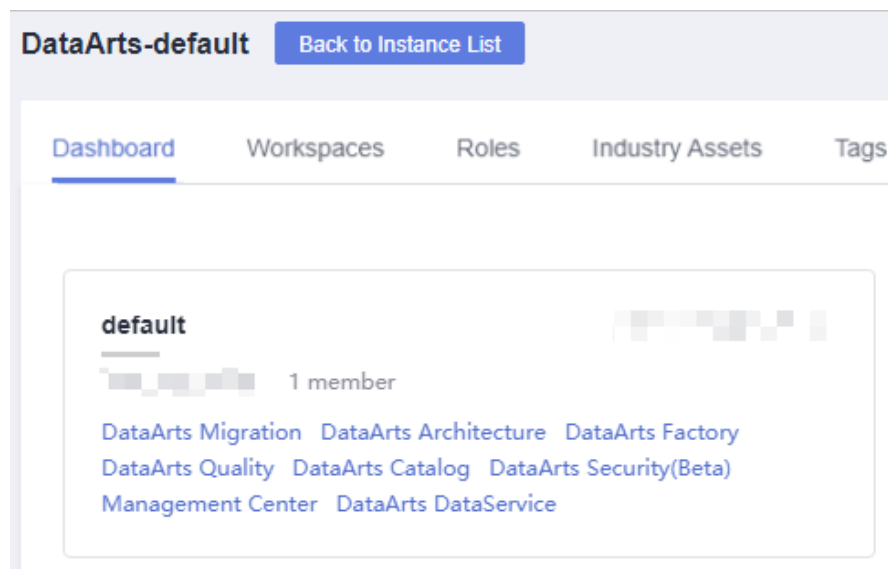 DataArts-default Back to Instance List
Dashboard Workspaces Roles Industry Assets Tags
default
1 member
DataArts Migration DataArts Architecture DataArts Factory
DataArts Quality DataArts Catalog DataArts Security(Beta)
Management Center DataArts DataService